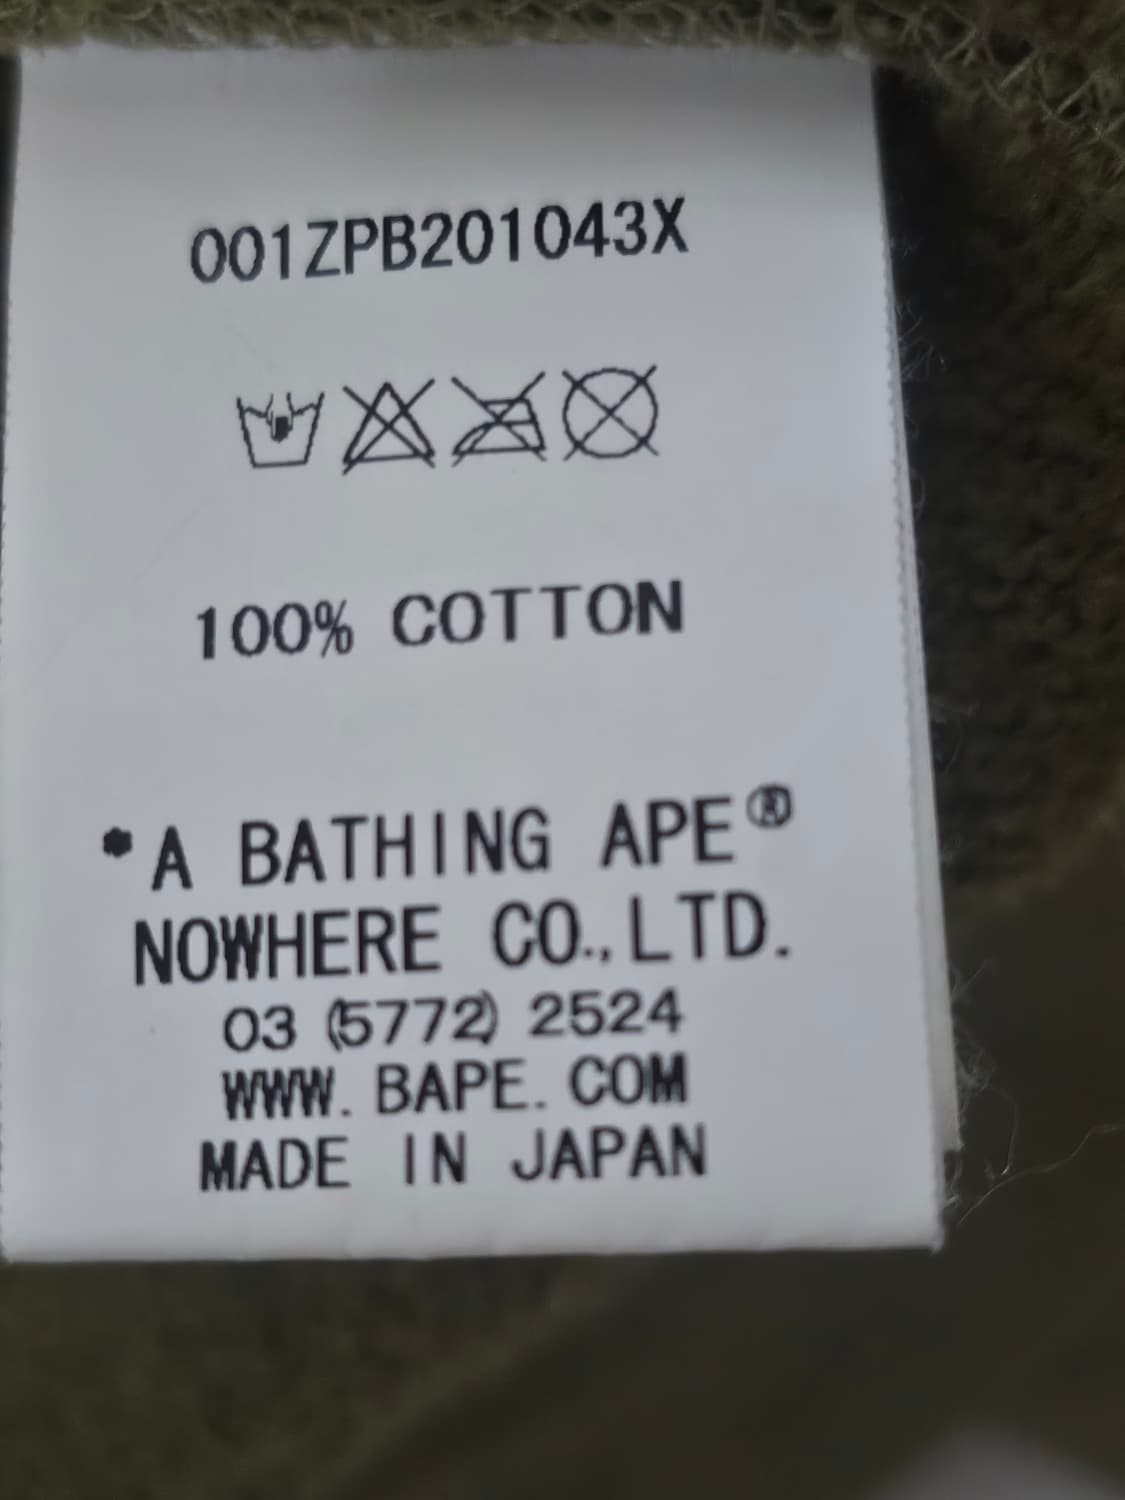 001ZPB201043X
100% COTTON
*A BATHING APE®
NOWHERE CO.,LTD.
03 (5772) 2524
WWW. BAPE. COM
MADE IN JAPAN